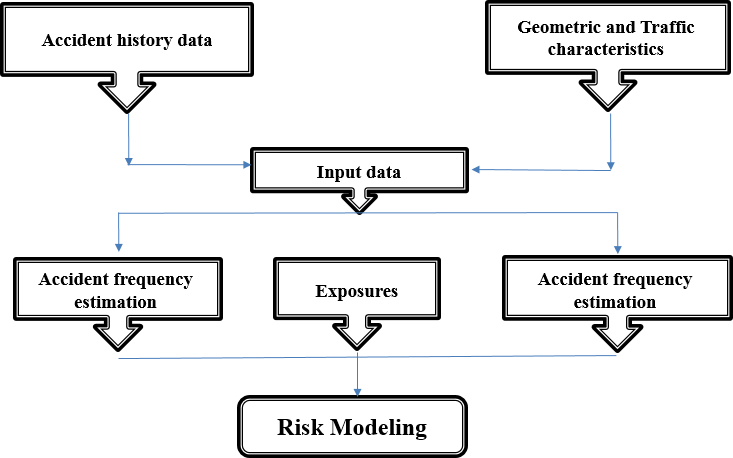 Accident history data
Geometric and Traffic
characteristics
Input data
Accident frequency
estimation
Exposures
Accident frequency
estimation
Risk Modeling